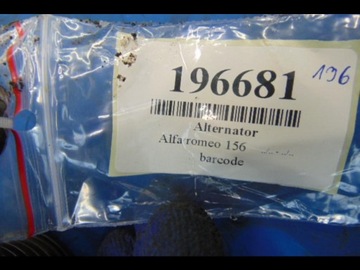 196681
196
Alternator
Alfa romeo 156
barcode